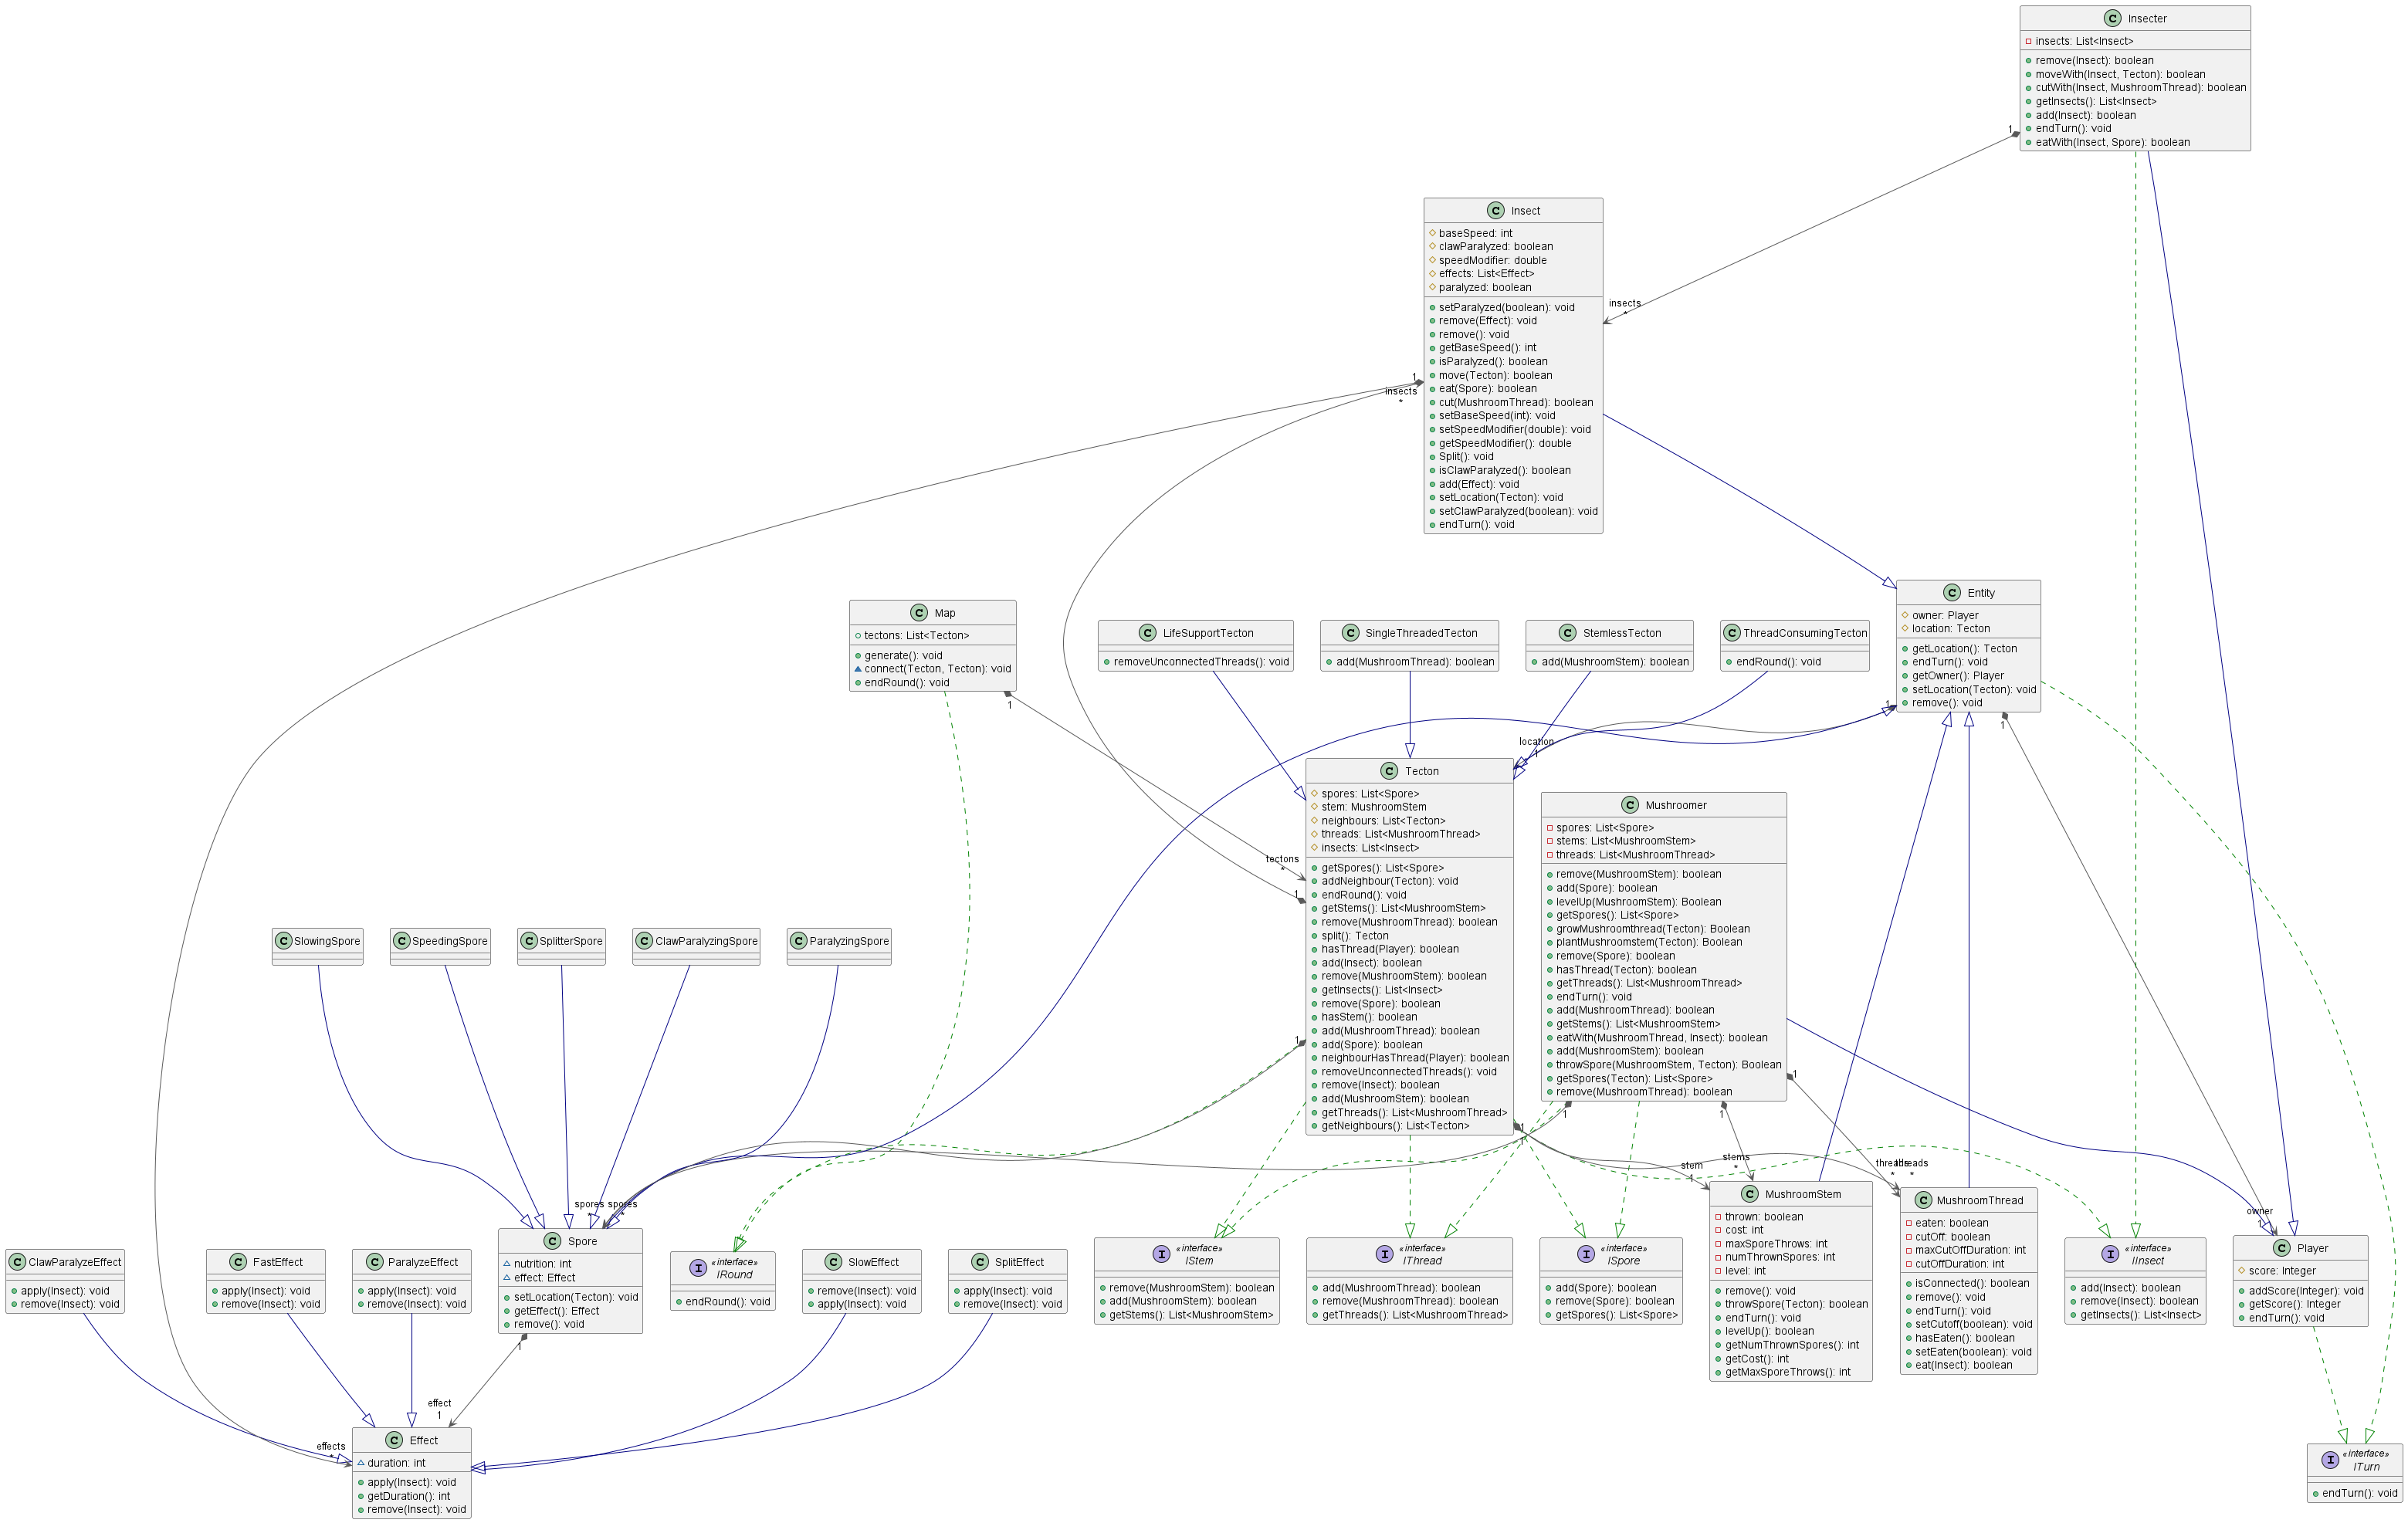 Insecter
insects: List<Insect>
remove(Insect): boolean
moveWith(Insect, Tecton): boolean
cutWith(Insect, MushroomThread): boolean
getInsects(): List<Insect>
add(Insect): boolean
endTurn(): void
eatWith(Insect, Spore): boolean
1
Insect
baseSpeed: int
clawParalyzed: boolean
speedModifier: double
effects: List<Effect>
paralyzed: boolean
setParalyzed(boolean): void
remove(Effect): void
remove(): void
getBaseSpeed(): int
isParalyzed(): boolean
move(Tecton): boolean
eat(Spore): boolean
cut(MushroomThread): boolean
setBaseSpeed(int): void
setSpeedModifier(double): void
getSpeedModifier(): double
Split(): void
isClawParalyzed(): boolean
add(Effect): void
setLocation(Tecton): void
setClawParalyzed(boolean): void
endTurn(): void
insects
*
1
insects
*
Entity
owner: Player
location: Tecton
getLocation(): Tecton
endTurn(): void
getOwner(): Player
setLocation(Tecton): void
remove(): void
1
1
Map
tectons: List<Tecton>
generate(): void
connect(Tecton, Tecton): void
endRound(): void
1
LifeSupportTecton
removeUnconnectedThreads(): void
SingleThreadedTecton
add(MushroomThread): boolean
StemlessTecton
add(MushroomStem): boolean
ThreadConsumingTecton
endRound(): void
location
1
Tecton
spores: List<Spore>
stem: MushroomStem
neighbours: List<Tecton>
threads: List<MushroomThread>
insects: List<Insect>
getSpores(): List<Spore>
addNeighbour(Tecton): void
endRound(): void
getStems(): List<MushroomStem>
remove(MushroomThread): boolean
split(): Tecton
hasThread(Player): boolean
add(Insect): boolean
remove(MushroomStem): boolean
getInsects(): List<Insect>
remove(Spore): boolean
hasStem(): boolean
add(MushroomThread): boolean
add(Spore): boolean
neighbourHasThread(Player): boolean
removeUnconnectedThreads(): void
remove(Insect): boolean
add(MushroomStem): boolean
getThreads(): List<MushroomThread>
getNeighbours(): List<Tecton>
tectons
*
1
1
1
1
Mushroomer
spores: List<Spore>
stems: List<MushroomStem>
threads: List<MushroomThread>
remove(MushroomStem): boolean
add(Spore): boolean
levelUp(MushroomStem): Boolean
getSpores(): List<Spore>
growMushroomthread(Tecton): Boolean
plantMushroomstem(Tecton): Boolean
remove(Spore): boolean
hasThread(Tecton): boolean
getThreads(): List<MushroomThread>
endTurn(): void
add(MushroomThread): boolean
getStems(): List<MushroomStem>
eatWith(MushroomThread, Insect): boolean
add(MushroomStem): boolean
throwSpore(MushroomStem, Tecton): Boolean
getSpores(Tecton): List<Spore>
remove(MushroomThread): boolean
1
1
1
SlowingSpore
SpeedingSpore
SplitterSpore
ClawParalyzingSpore
ParalyzingSpore
spores
*
spores
*
stem
1
stems
*
threads
*
threads
*
owner
1
ClawParalyzeEffect
apply(Insect): void
remove(Insect): void
FastEffect
apply(Insect): void
remove(Insect): void
ParalyzeEffect
apply(Insect): void
remove(Insect): void
Spore
nutrition: int
effect: Effect
setLocation(Tecton): void
getEffect(): Effect
remove(): void
1
«interface»
IRound
endRound(): void
SlowEffect
remove(Insect): void
apply(Insect): void
SplitEffect
apply(Insect): void
remove(Insect): void
«interface»
IStem
remove(MushroomStem): boolean
add(MushroomStem): boolean
getStems(): List<MushroomStem>
«interface»
IThread
add(MushroomThread): boolean
remove(MushroomThread): boolean
getThreads(): List<MushroomThread>
«interface»
ISpore
add(Spore): boolean
remove(Spore): boolean
getSpores(): List<Spore>
MushroomStem
thrown: boolean
cost: int
maxSporeThrows: int
numThrownSpores: int
level: int
remove(): void
throwSpore(Tecton): boolean
endTurn(): void
levelUp(): boolean
getNumThrownSpores(): int
getCost(): int
getMaxSporeThrows(): int
MushroomThread
eaten: boolean
cutOff: boolean
maxCutOffDuration: int
cutOffDuration: int
isConnected(): boolean
remove(): void
endTurn(): void
setCutoff(boolean): void
hasEaten(): boolean
setEaten(boolean): void
eat(Insect): boolean
«interface»
IInsect
add(Insect): boolean
remove(Insect): boolean
getInsects(): List<Insect>
Player
score: Integer
addScore(Integer): void
getScore(): Integer
endTurn(): void
effect
1
effects
*
Effect
duration: int
apply(Insect): void
getDuration(): int
remove(Insect): void
«interface»
ITurn
endTurn(): void